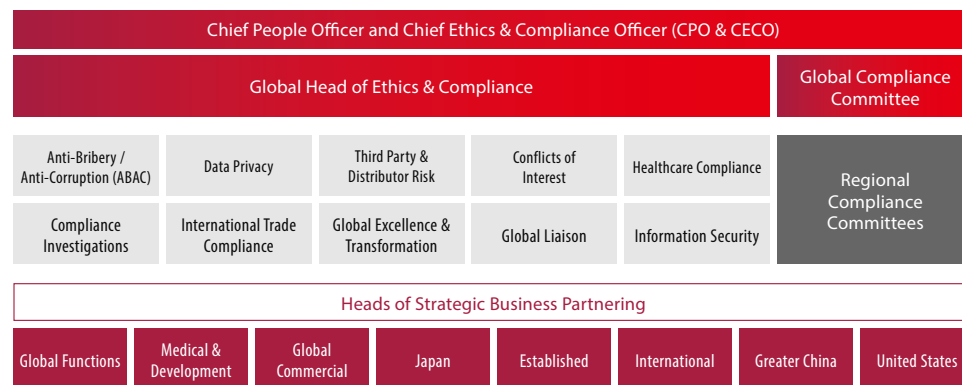 Chief People Officer and Chief Ethics & Compliance Officer (CPO & CECO)
Global Head of Ethics & Compliance
Global Compliance
Committee
Anti-Bribery /
Anti-Corruption (ABAC)
Data Privacy
Third Party &
Distributor Risk
Conflicts of
Interest
Healthcare Compliance
Regional
Compliance
Committees
Compliance
Investigations
International Trade
Compliance
Global Excellence &
Transformation
Global Liaison
Information Security
Heads of Strategic Business Partnering
Global Functions
Medical &
Development
Global
Commercial
Japan
Established
International
Greater China
United States